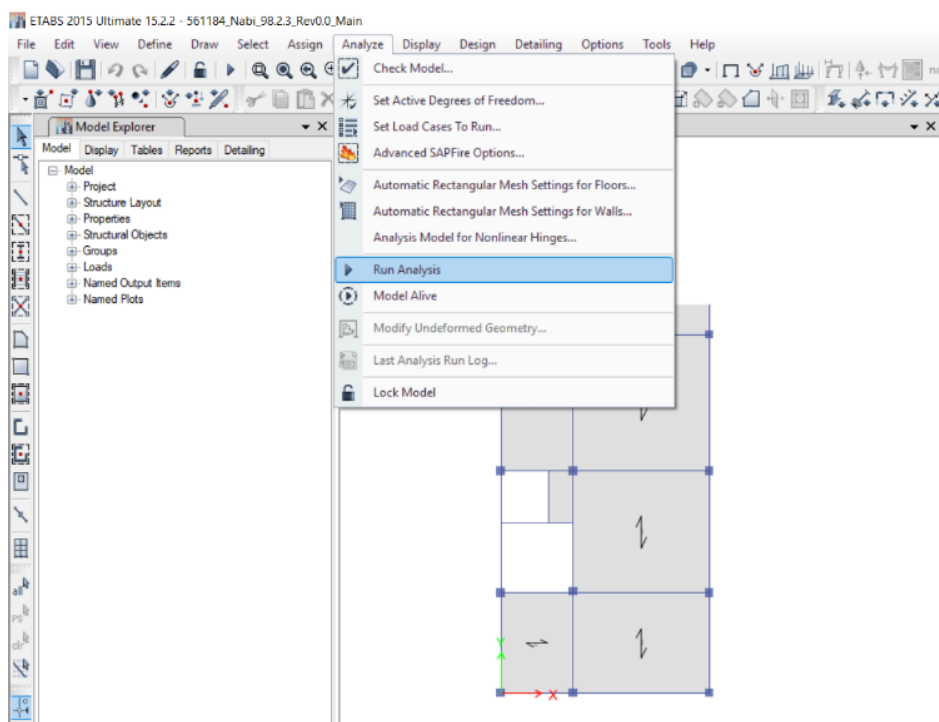 ETABS 2015 Ultimate 15.2.2 - 561184_Nabi_98.2.3_Rev0.0_Main
File Edit View Define Draw Select Assign Analyze Display Design Detailing Options Tools Help
Model Explorer
Model Display Tables Reports Detailing
Model
Project
Structure Layout
Properties
Structural Objects
Groups
Loads
Named Output Items
Named Plots
Check Model...
Set Active Degrees of Freedom...
Set Load Cases To Run...
Advanced SAPFire Options...
Automatic Rectangular Mesh Settings for Floors...
Automatic Rectangular Mesh Settings for Walls...
Analysis Model for Nonlinear Hinges...
Run Analysis
Model Alive
Modify Undeformed Geometry...
Last Analysis Run Log...
Lock Model
all
ps
clr
Y
X